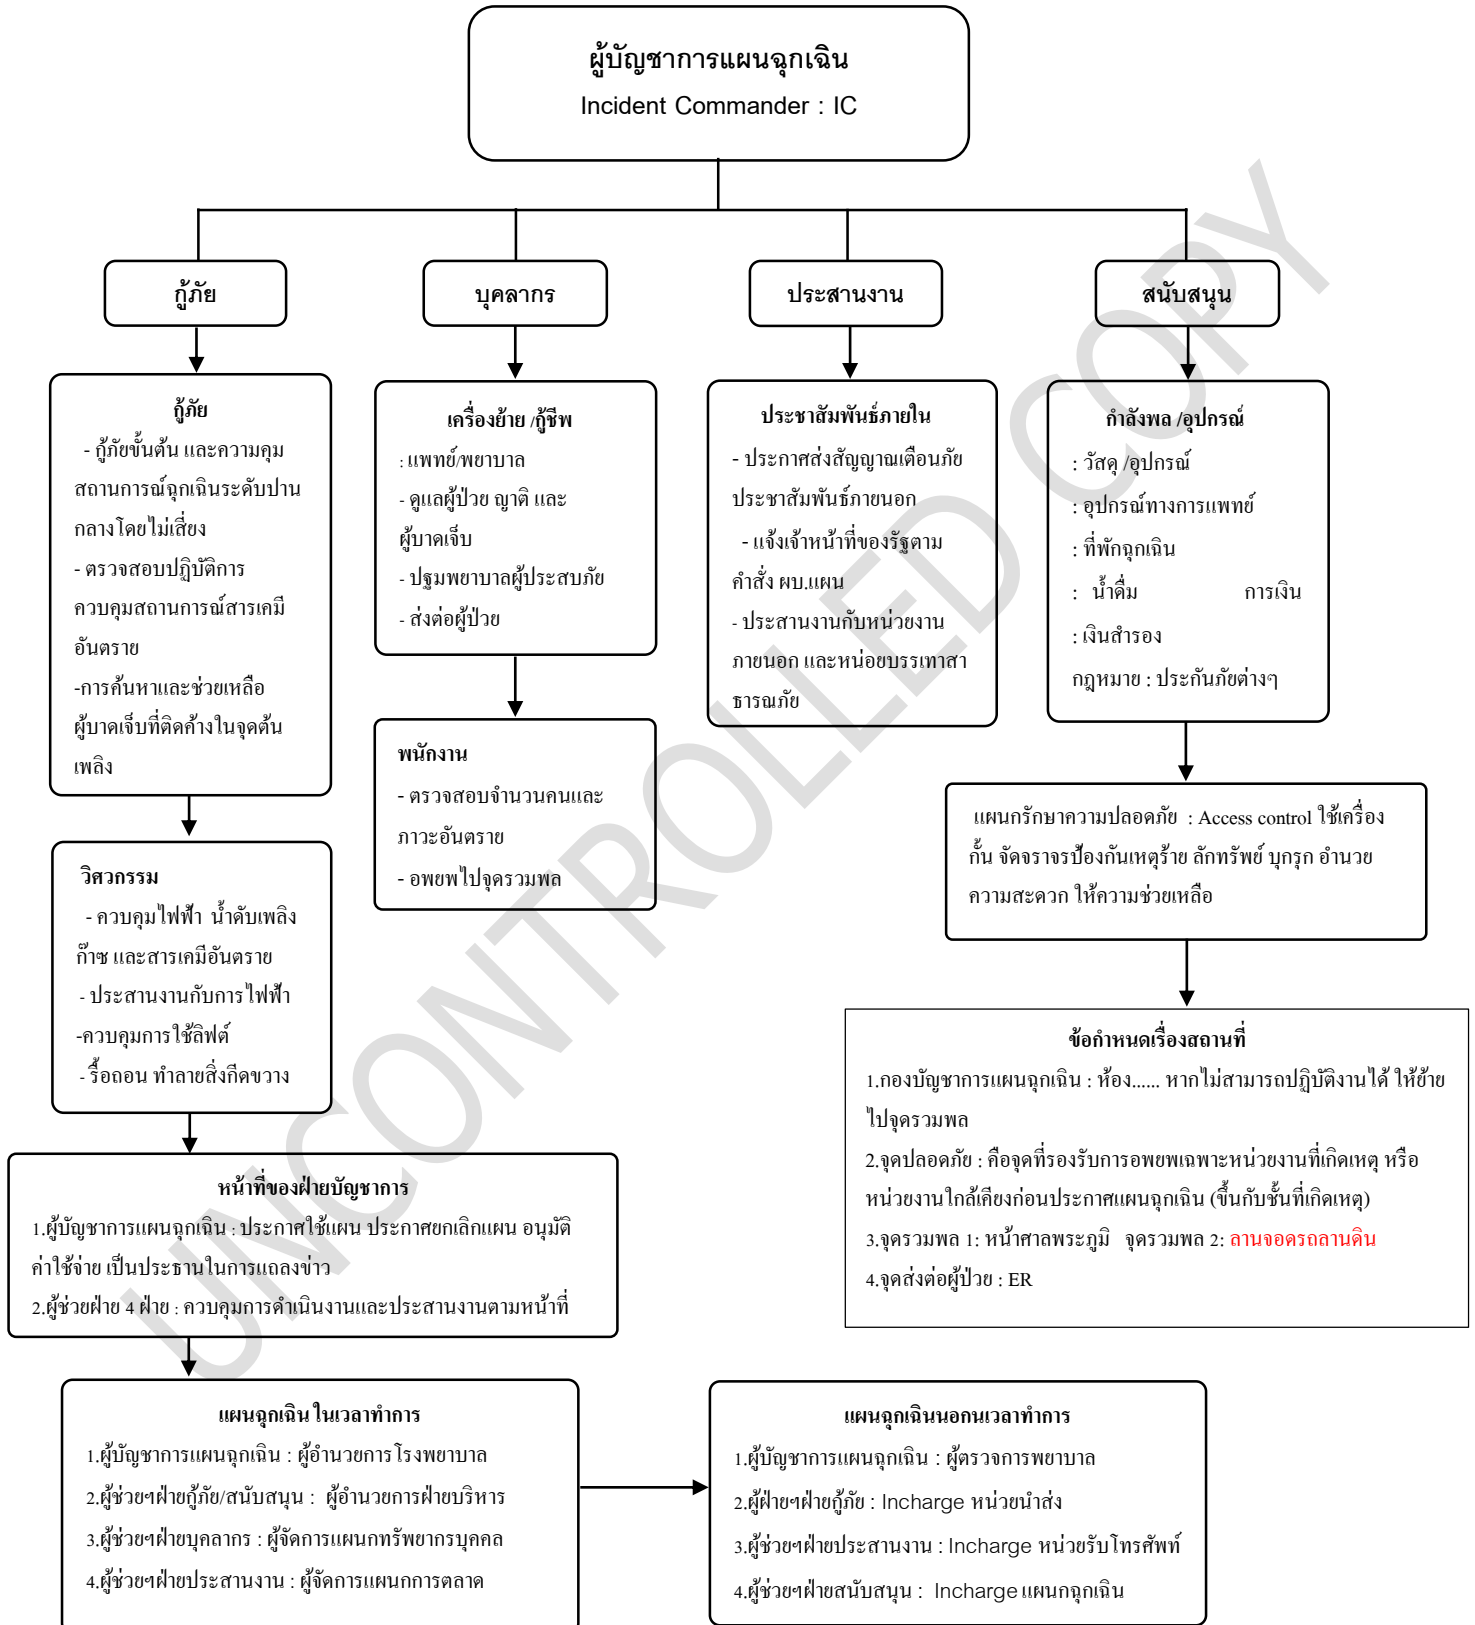 ผู้บัญชาการแผนฉุกเฉิน
Incident Commander : IC
กู้ภัย
บุคลากร
ประสานงาน
สนับสนุน
กู้ภัย
- กู้ภัยขั้นต้น และความคุม
สถานการณ์ฉุกเฉินระดับปาน
กลางโดยไม่เสี่ยง
- ตรวจสอบปฏิบัติการ
ควบคุมสถานการณ์สารเคมี
อันตราย
-การค้นหาและช่วยเหลือ
ผู้บาดเจ็บที่ติดค้างในจุดต้น
เพลิง
เครื่องย้าย /กู้ชีพ
: แพทย์/พยาบาล
- ดูแลผู้ป่วย ญาติ และ
ผู้บาดเจ็บ
- ปฐมพยาบาลผู้ประสบภัย
- ส่งต่อผู้ป่วย
ประชาสัมพันธ์ภายใน
- ประกาศส่งสัญญาณเตือนภัย
ประชาสัมพันธ์ภายนอก
- แจ้งเจ้าหน้าที่ของรัฐตาม
คำสั่ง ผบ.แผน
- ประสานงานกับหน่วยงาน
ภายนอก และหน่อยบรรเทาสา
ธารณภัย
กำลังพล /อุปกรณ์
: วัสดุ /อุปกรณ์
: อุปกรณ์ทางการแพทย์
: ที่พักฉุกเฉิน
: น้ำดื่ม การเงิน
: เงินสำรอง
กฎหมาย : ประกันภัยต่างๆ
พนักงาน
- ตรวจสอบจำนวนคนและ
ภาวะอันตราย
- อพยพไปจุดรวมพล
แผนกรักษาความปลอดภัย : Access control ใช้เครื่อง
กั้น จัดจราจรป้องกันเหตุร้าย ลักทรัพย์ บุกรุก อำนวย
ความสะดวก ให้ความช่วยเหลือ
วิศวกรรม
- ควบคุมไฟฟ้า น้ำดับเพลิง
ก๊าซ และสารเคมีอันตราย
- ประสานงานกับการไฟฟ้า
-ควบคุมการใช้ลิฟต์
- รื้อถอน ทำลายสิ่งกีดขวาง
ข้อกำหนดเรื่องสถานที่
1.กองบัญชาการแผนฉุกเฉิน : ห้อง...... หากไม่สามารถปฏิบัติงานได้ ให้ย้าย
ไปจุดรวมพล
2.จุดปลอดภัย : คือจุดที่รองรับการอพยพเฉพาะหน่วยงานที่เกิดเหตุ หรือ
หน่วยงานใกล้เคียงก่อนประกาศแผนฉุกเฉิน (ขึ้นกับชั้นที่เกิดเหตุ)
3.จุดรวมพล 1: หน้าศาลพระภูมิ จุดรวมพล 2: ลานจอดรถลานดิน
4.จุดส่งต่อผู้ป่วย : ER
หน้าที่ของฝ่ายบัญชาการ
1.ผู้บัญชาการแผนฉุกเฉิน : ประกาศใช้แผน ประกาศยกเลิกแผน อนุมัติ
ค่าใช้จ่าย เป็นประธานในการแถลงข่าว
2.ผู้ช่วยฝ่าย 4 ฝ่าย : ควบคุมการดำเนินงานและประสานงานตามหน้าที่
แผนฉุกเฉิน ในเวลาทำการ
1.ผู้บัญชาการแผนฉุกเฉิน : ผู้อำนวยการโรงพยาบาล
2.ผู้ช่วยฯฝ่ายกู้ภัย/สนับสนุน : ผู้อำนวยการฝ่ายบริหาร
3.ผู้ช่วยฯฝ่ายบุคลากร : ผู้จัดการแผนกทรัพยากรบุคคล
4.ผู้ช่วยฯฝ่ายประสานงาน : ผู้จัดการแผนกการตลาด
แผนฉุกเฉินนอกนเวลาทำการ
1.ผู้บัญชาการแผนฉุกเฉิน : ผู้ตรวจการพยาบาล
2.ผู้ฝ่ายฯฝ่ายกู้ภัย : Incharge หน่วยนำส่ง
3.ผู้ช่วยฯฝ่ายประสานงาน : Incharge หน่วยรับโทรศัพท์
4.ผู้ช่วยฯฝ่ายสนับสนุน : Incharge แผนกฉุกเฉิน
UNCONTROLLED COPY